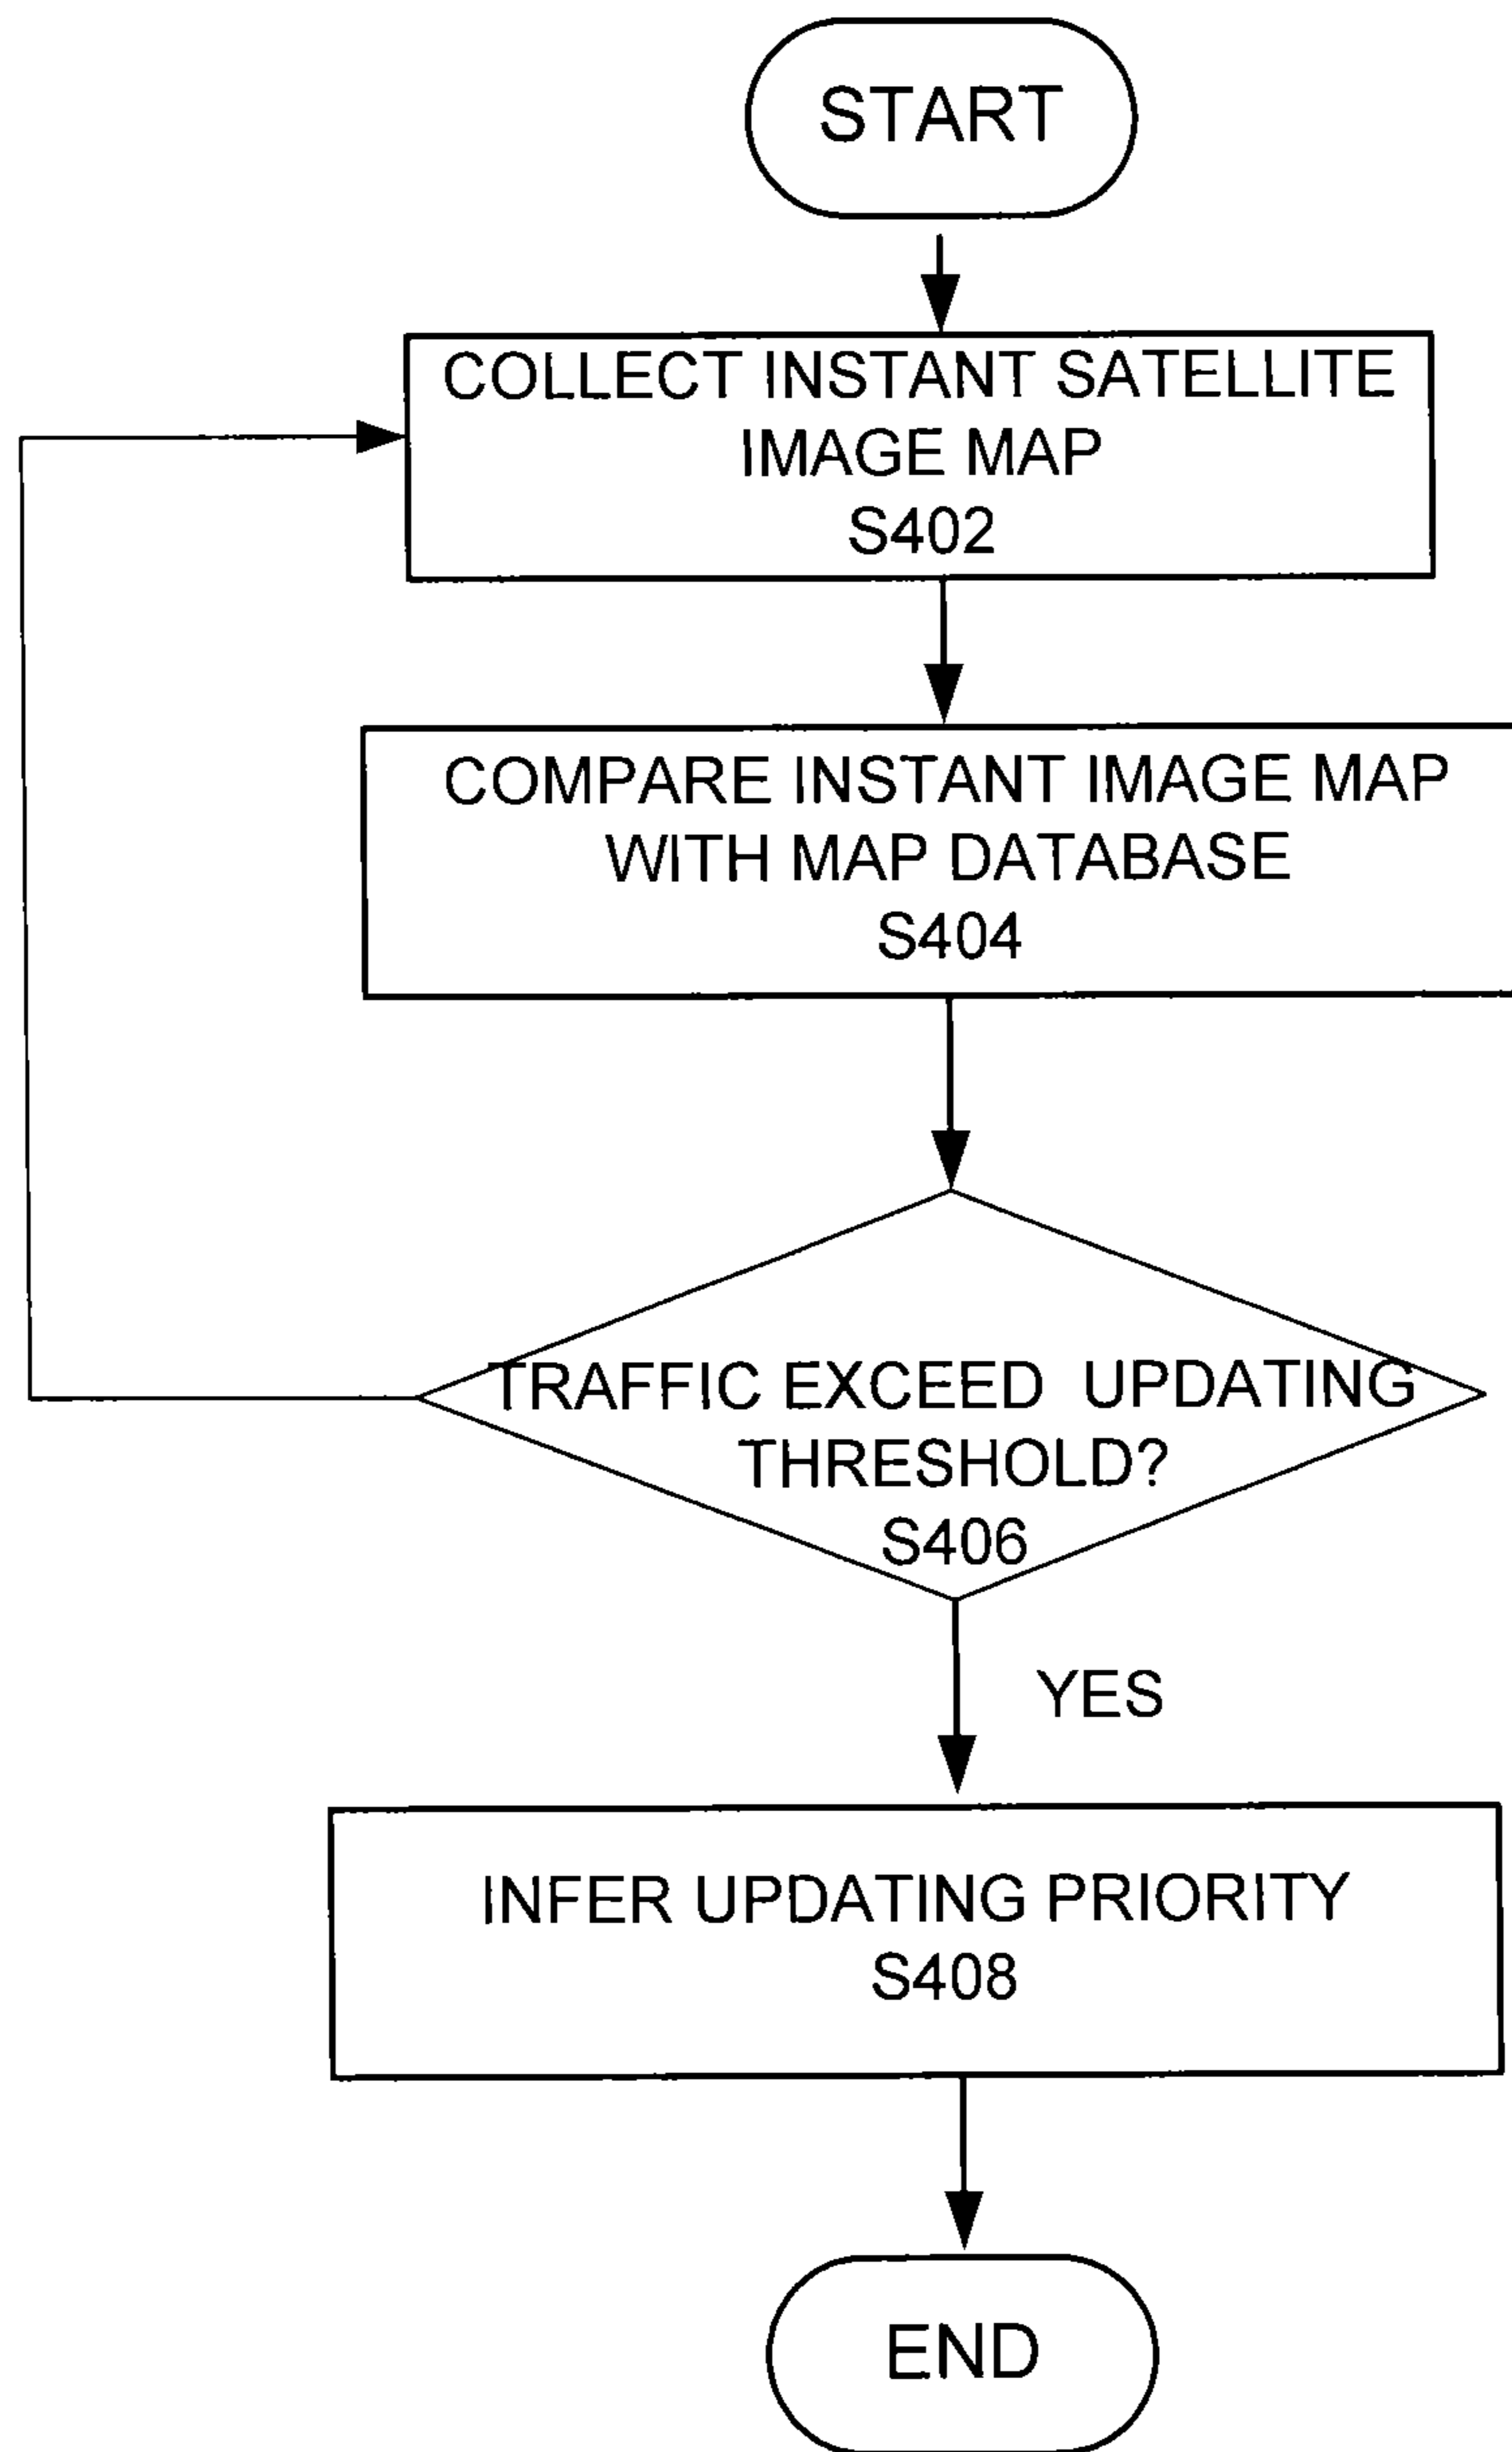 START
COLLECT INSTANT SATELLITE
IMAGE MAP
S402
COMPARE INSTANT IMAGE MAP
WITH MAP DATABASE
S404
TRAFFIC EXCEED UPDATING
THRESHOLD?
S406
YES
INFER UPDATING PRIORITY
S408
END